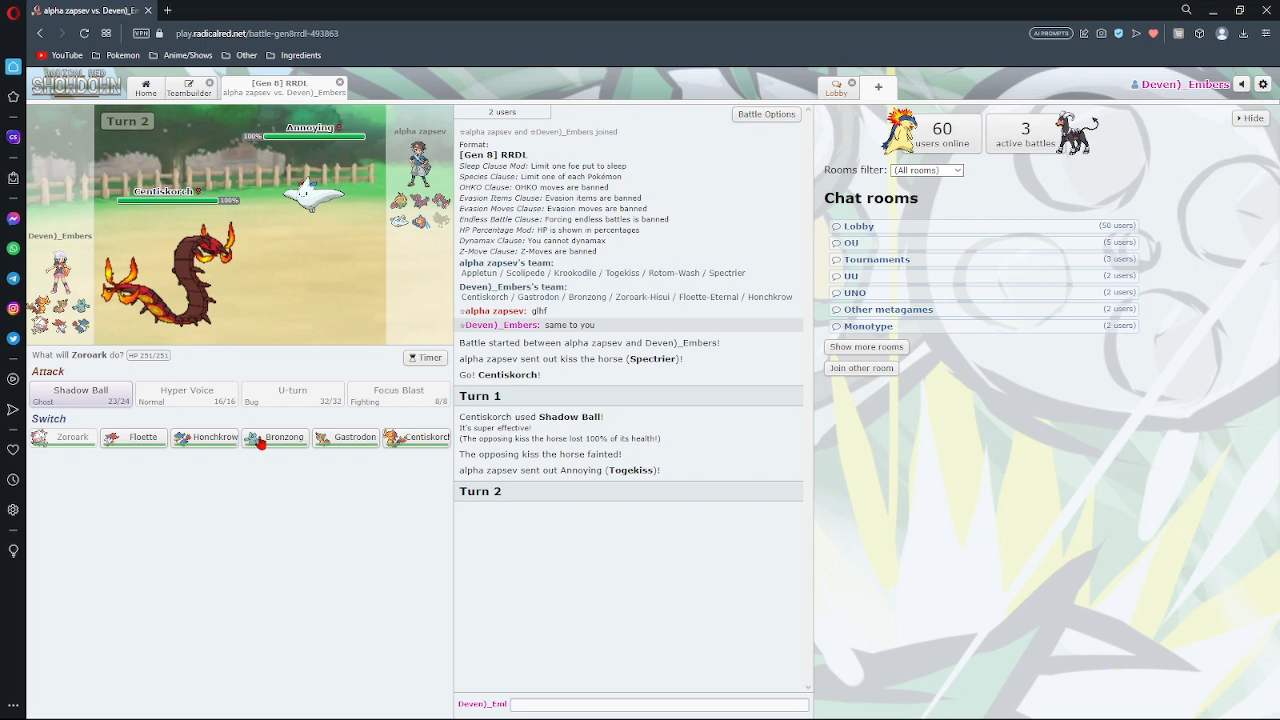 alpha zapsev vs. Deven)_En
VPN
play.radicalred.net/battle-gen8rrdl-493863
AI PROMPTS
YouTube
Pokemon
Anime/Shows
Other
Ingredients
RADICAL RED
SHOWDOWN
Home
Teambuilder
[Gen 8] RRDL
alpha zapsev vs. Deven)_Embers
Lobby
Deven)_Embers
Turn 2
Annoying
100%
alpha zapsev
Centiskorch
100%
Deven)_Embers
What will Zoroark do? HP 251/251
Timer
Attack
Shadow Ball
Ghost 23/24
Hyper Voice
Normal 16/16
U-turn
Bug 32/32
Focus Blast
Fighting 8/8
Switch
Zoroark
Floette
Honchkrow
Bronzong
Gastrodon
Centiskorch
2 users
Battle Options
☆alpha zapsev and ☆Deven)_Embers joined
Format:
[Gen 8] RRDL
Sleep Clause Mod: Limit one foe put to sleep
Species Clause: Limit one of each Pokémon
OHKO Clause: OHKO moves are banned
Evasion Items Clause: Evasion items are banned
Evasion Moves Clause: Evasion moves are banned
Endless Battle Clause: Forcing endless battles is banned
HP Percentage Mod: HP is shown in percentages
Dynamax Clause: You cannot dynamax
Z-Move Clause: Z-Moves are banned
alpha zapsev's team:
Appletun / Scolipede / Krookodile / Togekiss / Rotom-Wash / Spectrier
Deven)_Embers's team:
Centiskorch / Gastrodon / Bronzong / Zoroark-Hisui / Floette-Eternal / Honchkrow
☆alpha zapsev: glhf
☆Deven)_Embers: same to you
Battle started between alpha zapsev and Deven)_Embers!
alpha zapsev sent out kiss the horse (Spectrier)!
Go! Centiskorch!
Turn 1
Centiskorch used Shadow Ball!
It's super effective!
(The opposing kiss the horse lost 100% of its health!)
The opposing kiss the horse fainted!
alpha zapsev sent out Annoying (Togekiss)!
Turn 2
Deven)_Eml
60
users online
3
active battles
Hide
Rooms filter: (All rooms)
Chat rooms
Lobby (50 users)
OU (5 users)
Tournaments (3 users)
UU (2 users)
UNO (2 users)
Other metagames (2 users)
Monotype (2 users)
Show more rooms
Join other room